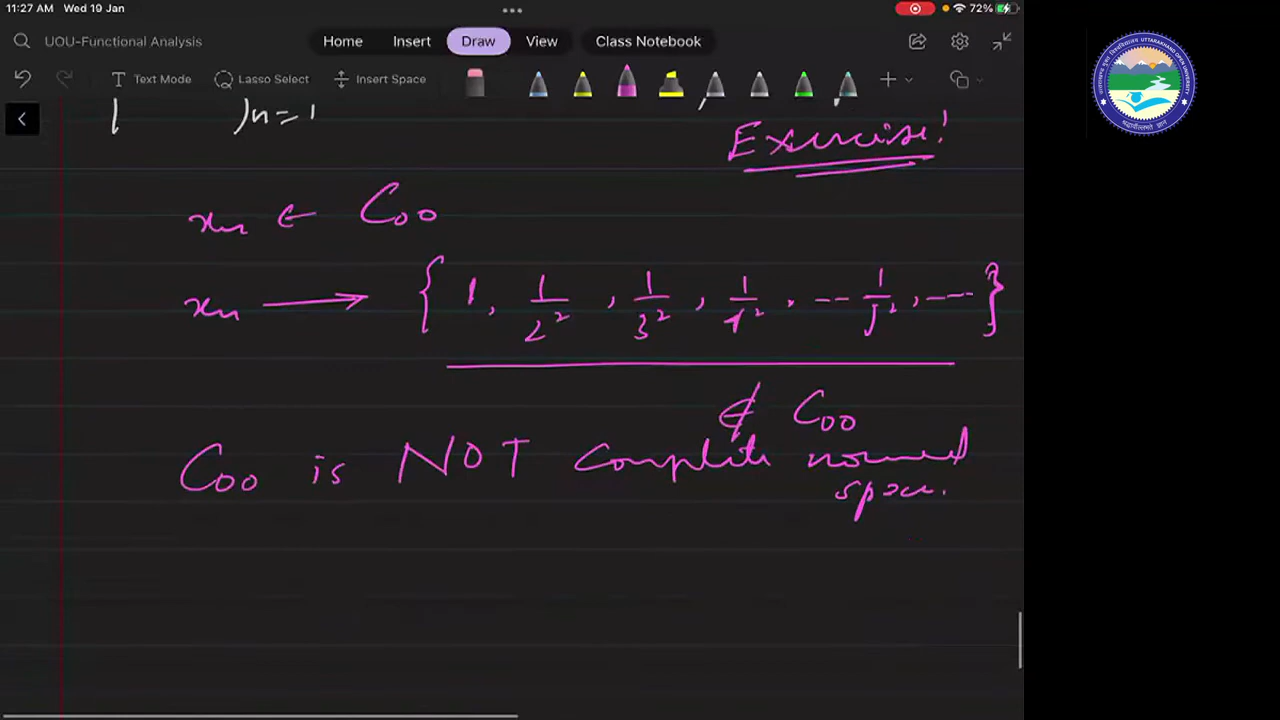 11:27 AM Wed 19 Jan
72%
UOU-Functional Analysis
Home Insert Draw View Class Notebook
Text Mode Lasso Select Insert Space
)n=1
Exercise!
xₙ ∈ C₀₀
xₙ → { 1, 1/2², 1/3², 1/4², -- 1/j², --- }
∉ C₀₀
C₀₀ is NOT Complete normed
space.